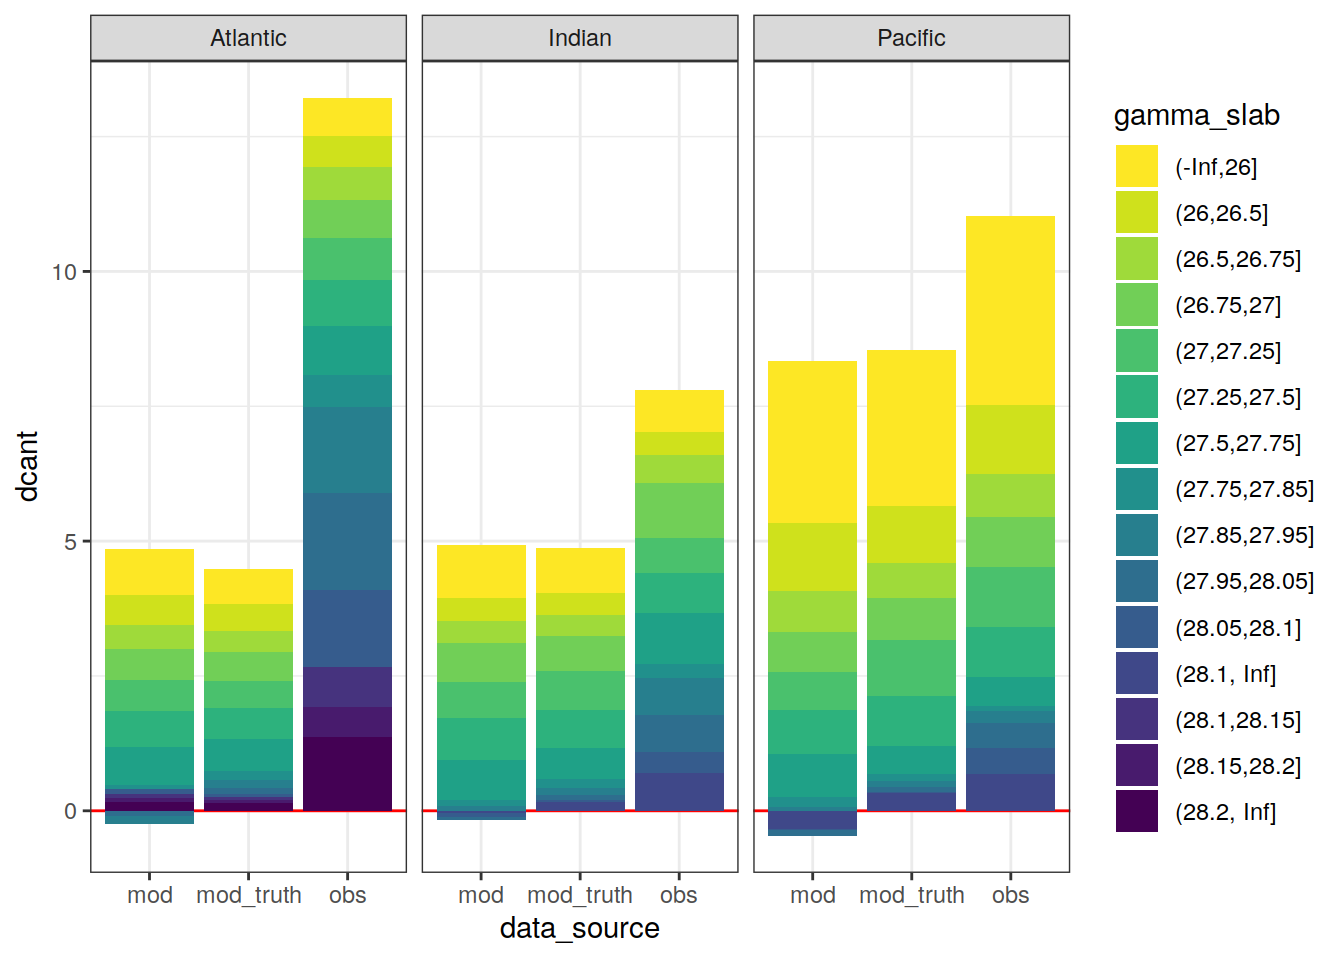 Atlantic
Indian
Pacific
10
5
0
dcant
mod
mod_truth
obs
mod
mod_truth
obs
mod
mod_truth
obs
data_source
gamma_slab
(-Inf,26]
(26,26.5]
(26.5,26.75]
(26.75,27]
(27,27.25]
(27.25,27.5]
(27.5,27.75]
(27.75,27.85]
(27.85,27.95]
(27.95,28.05]
(28.05,28.1]
(28.1, Inf]
(28.1,28.15]
(28.15,28.2]
(28.2, Inf]